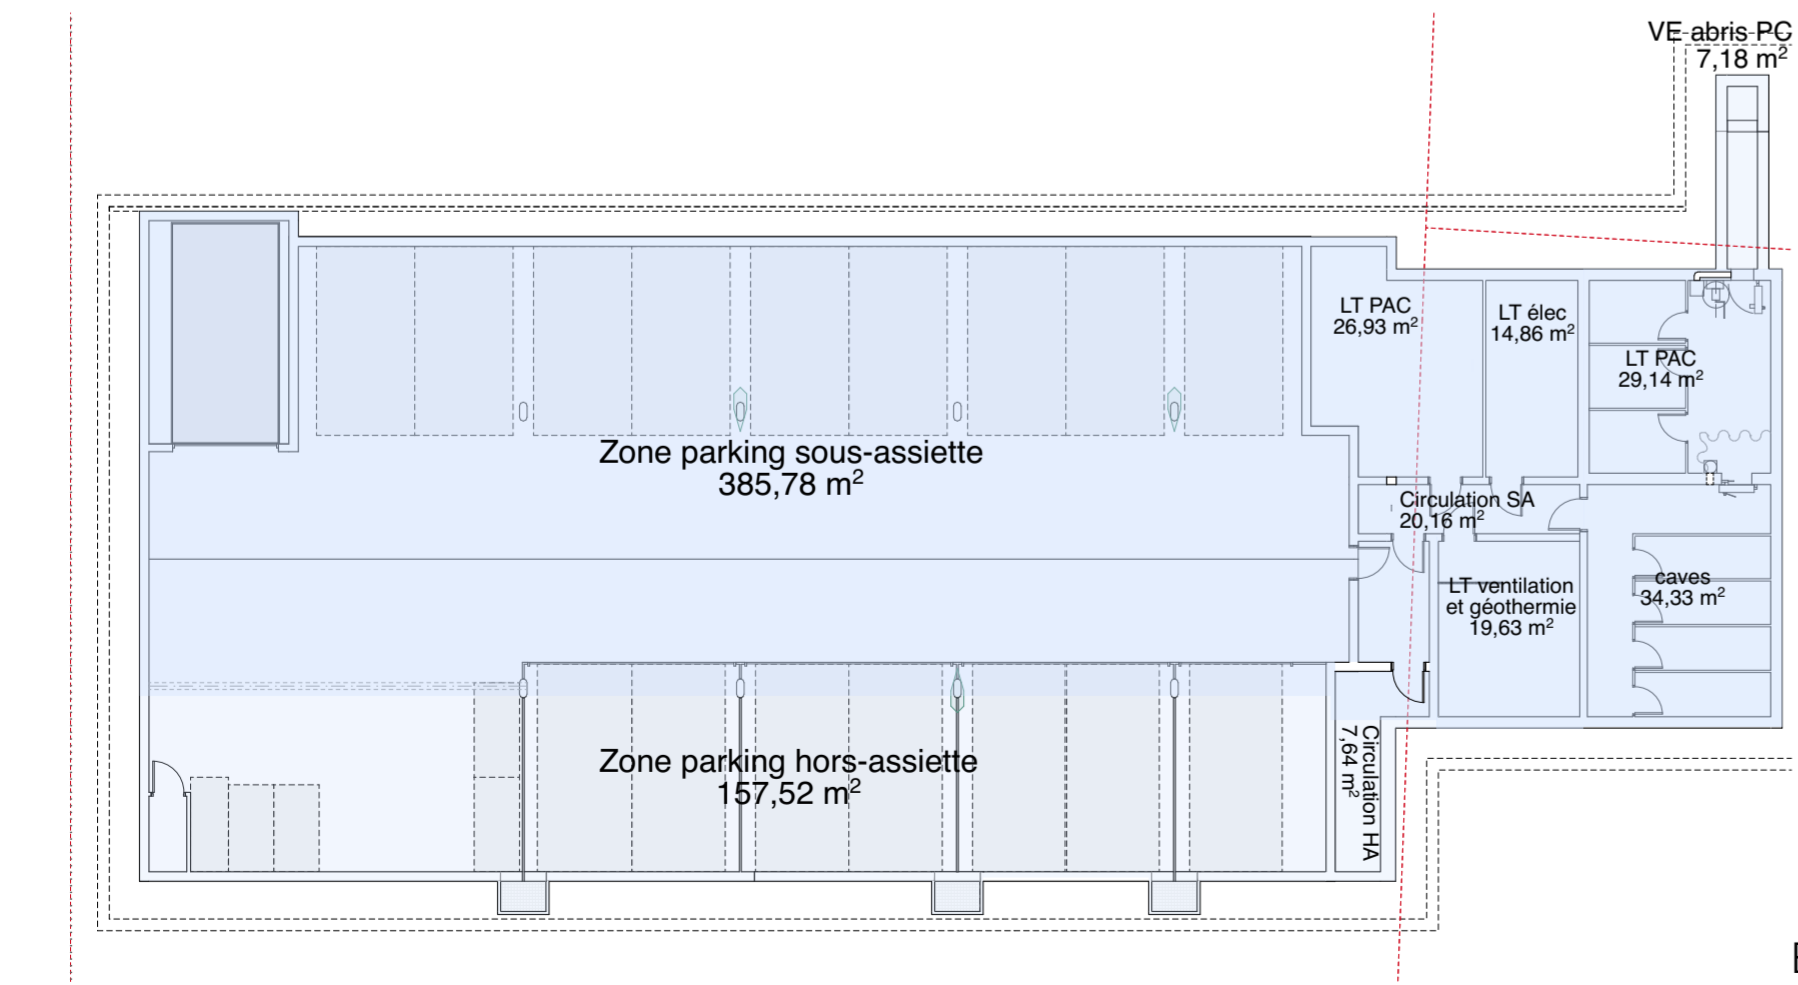 VE abris PC
7,18 m²
LT PAC
26,93 m²
LT élec
14,86 m²
LT PAC
29,14 m²
Zone parking sous-assiette
385,78 m²
Circulation SA
20,16 m²
LT ventilation
et géothermie
19,63 m²
caves
34,33 m²
Zone parking hors-assiette
157,52 m²
Circulation HA
7,64 m²